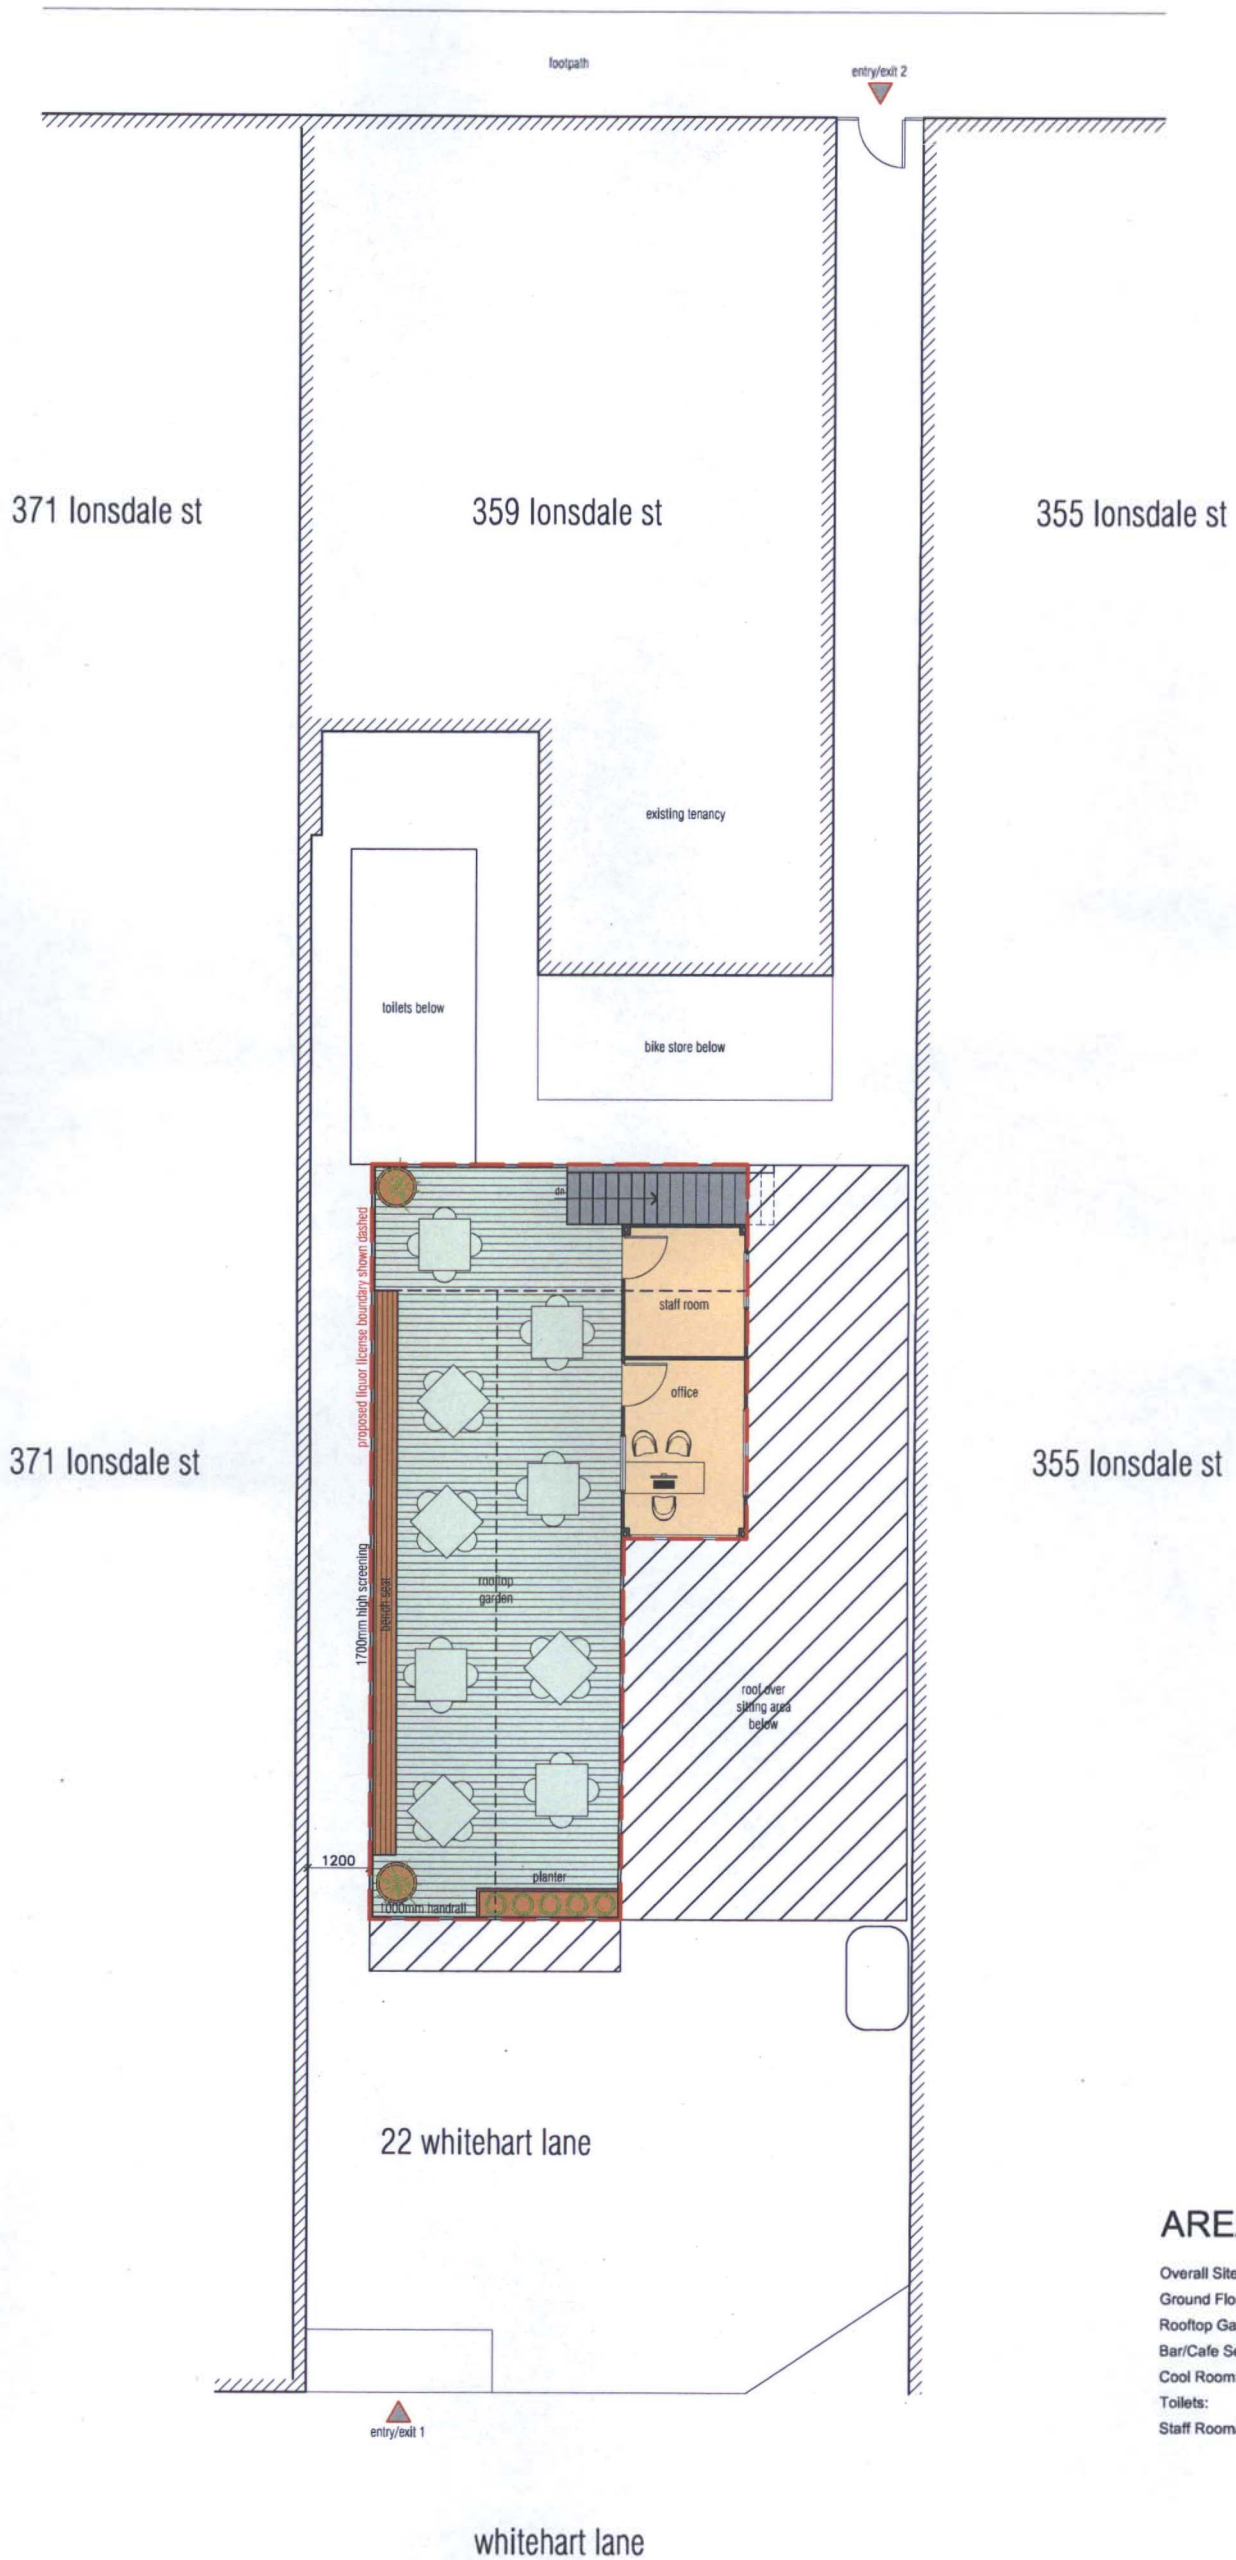 footpath
entry/exit 2
371 lonsdale st
359 lonsdale st
355 lonsdale st
existing tenancy
toilets below
bike store below
dn
proposed liquor license boundary shown dashed
staff room
office
371 lonsdale st
355 lonsdale st
1700mm high screening
bench seat
rooftop
garden
roof over
sitting area
below
1200
planter
1000mm handrail
22 whitehart lane
AREA
Overall Site
Ground Flo
Rooftop Ga
Bar/Cafe Se
Cool Room
Toilets:
Staff Room
entry/exit 1
whitehart lane